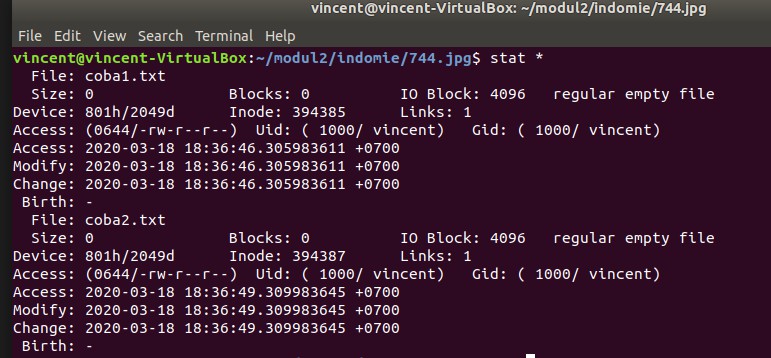 vincent@vincent-VirtualBox: ~/modul2/indomie/744.jpg
File Edit View Search Terminal Help
vincent@vincent-VirtualBox:~/modul2/indomie/744.jpg$ stat *
  File: coba1.txt
  Size: 0               Blocks: 0          IO Block: 4096   regular empty file
Device: 801h/2049d      Inode: 394385      Links: 1
Access: (0644/-rw-r--r--)  Uid: ( 1000/ vincent)   Gid: ( 1000/ vincent)
Access: 2020-03-18 18:36:46.305983611 +0700
Modify: 2020-03-18 18:36:46.305983611 +0700
Change: 2020-03-18 18:36:46.305983611 +0700
 Birth: -
  File: coba2.txt
  Size: 0               Blocks: 0          IO Block: 4096   regular empty file
Device: 801h/2049d      Inode: 394387      Links: 1
Access: (0644/-rw-r--r--)  Uid: ( 1000/ vincent)   Gid: ( 1000/ vincent)
Access: 2020-03-18 18:36:49.309983645 +0700
Modify: 2020-03-18 18:36:49.309983645 +0700
Change: 2020-03-18 18:36:49.309983645 +0700
 Birth: -